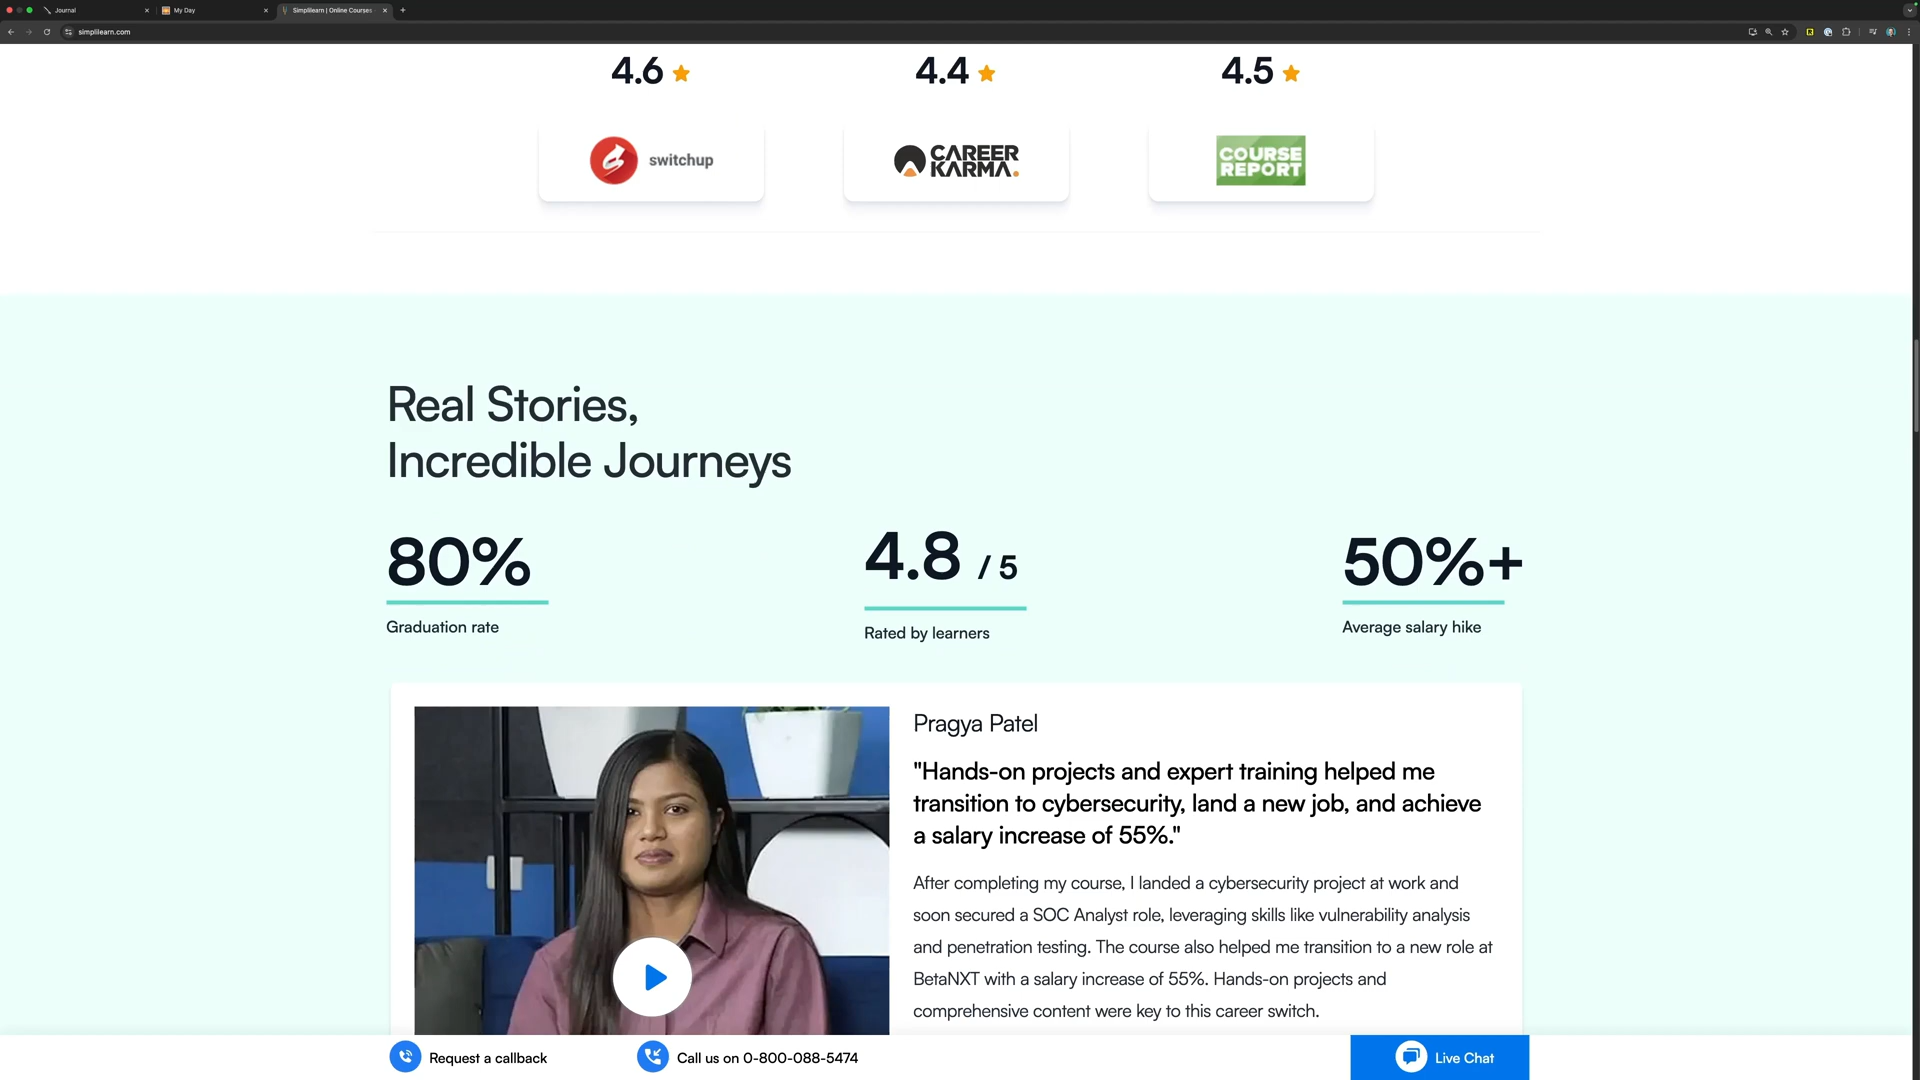 Journal
My Day
Simplilearn | Online Courses -
simplilearn.com
4.6
4.4
4.5
switchup
CAREER
KARMA.
COURSE
REPORT
Real Stories,
Incredible Journeys
80%
4.8 / 5
50%+
Graduation rate
Rated by learners
Average salary hike
Pragya Patel
"Hands-on projects and expert training helped me
transition to cybersecurity, land a new job, and achieve
a salary increase of 55%."
After completing my course, I landed a cybersecurity project at work and
soon secured a SOC Analyst role, leveraging skills like vulnerability analysis
and penetration testing. The course also helped me transition to a new role at
BetaNXT with a salary increase of 55%. Hands-on projects and
comprehensive content were key to this career switch.
Request a callback
Call us on 0-800-088-5474
Live Chat